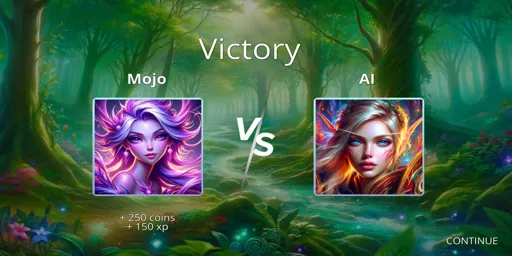 Victory
Mojo
AI
VS
+ 250 coins
+ 150 xp
CONTINUE